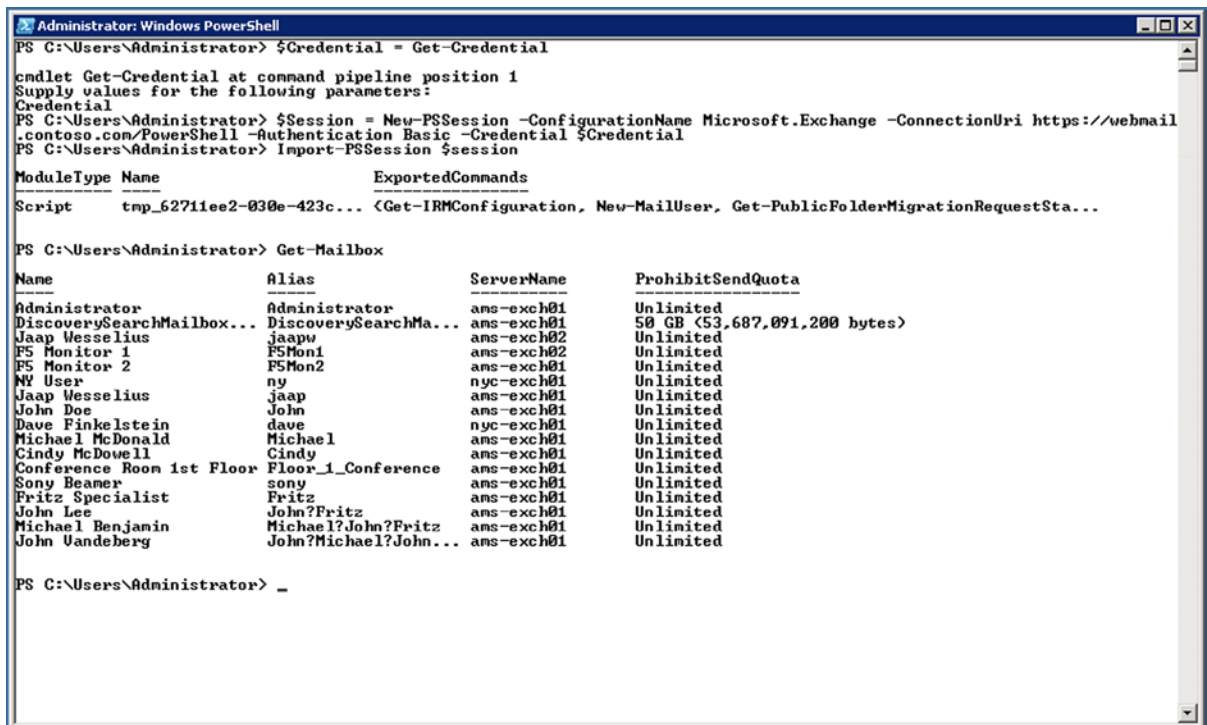 Administrator: Windows PowerShell
PS C:\Users\Administrator> $Credential = Get-Credential
cmdlet Get-Credential at command pipeline position 1
Supply values for the following parameters:
Credential
PS C:\Users\Administrator> $Session = New-PSSession -ConfigurationName Microsoft.Exchange -ConnectionUri https://webmail
.contoso.com/PowerShell -Authentication Basic -Credential $Credential
PS C:\Users\Administrator> Import-PSSession $session
ModuleType Name ExportedCommands
---------- ---- ----------------
Script tmp_62711ee2-030e-423c... {Get-IRMConfiguration, New-MailUser, Get-PublicFolderMigrationRequestSta...
PS C:\Users\Administrator> Get-Mailbox
Name Alias ServerName ProhibitSendQuota
---- ----- ---------- -----------------
Administrator Administrator ams-exch01 Unlimited
DiscoverySearchMailbox... DiscoverySearchMa... ams-exch01 50 GB (53,687,091,200 bytes)
Jaap Wesselius jaapw ams-exch02 Unlimited
F5 Monitor 1 F5Mon1 ams-exch02 Unlimited
F5 Monitor 2 F5Mon2 ams-exch01 Unlimited
NY User ny nyc-exch01 Unlimited
Jaap Wesselius jaap ams-exch01 Unlimited
John Doe John ams-exch01 Unlimited
Dave Finkelstein dave nyc-exch01 Unlimited
Michael McDonald Michael ams-exch01 Unlimited
Cindy McDowell Cindy ams-exch01 Unlimited
Conference Room 1st Floor Floor_1_Conference ams-exch01 Unlimited
Sony Beamer sony ams-exch01 Unlimited
Fritz Specialist Fritz ams-exch01 Unlimited
John Lee John?Fritz ams-exch01 Unlimited
Michael Benjamin Michael?John?Fritz ams-exch01 Unlimited
John Vandeberg John?Michael?John... ams-exch01 Unlimited
PS C:\Users\Administrator> _